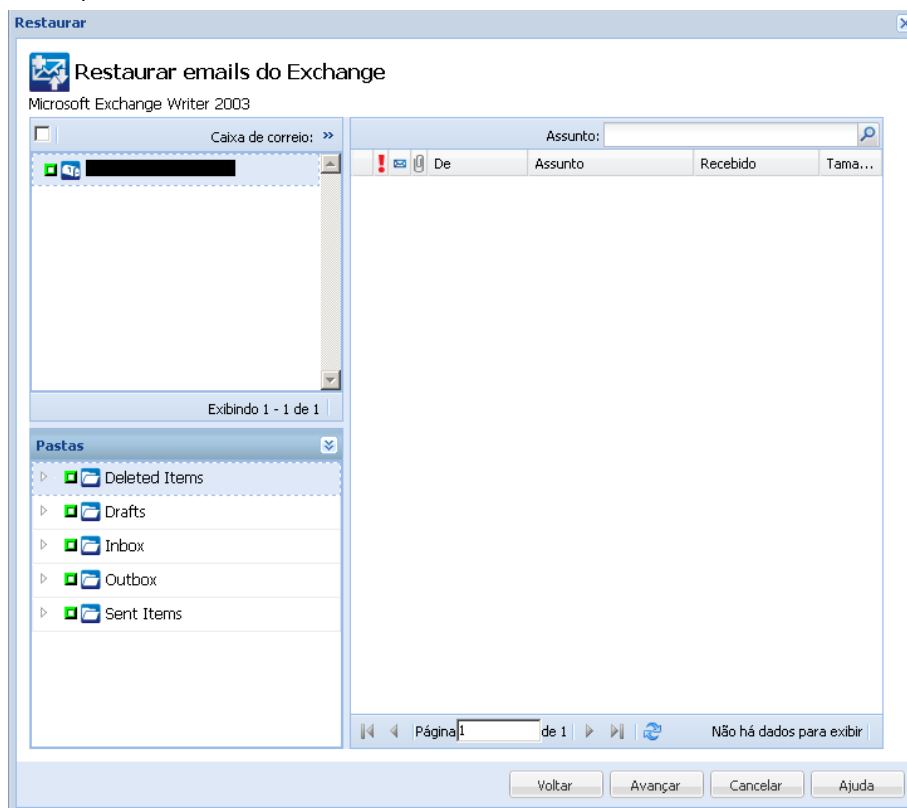 Restaurar
Restaurar emails do Exchange
Microsoft Exchange Writer 2003
Caixa de correio: »
Assunto:
De Assunto Recebido Tama...
Exibindo 1 - 1 de 1
Pastas
Deleted Items
Drafts
Inbox
Outbox
Sent Items
Página 1 de 1 Não há dados para exibir
Voltar Avançar Cancelar Ajuda